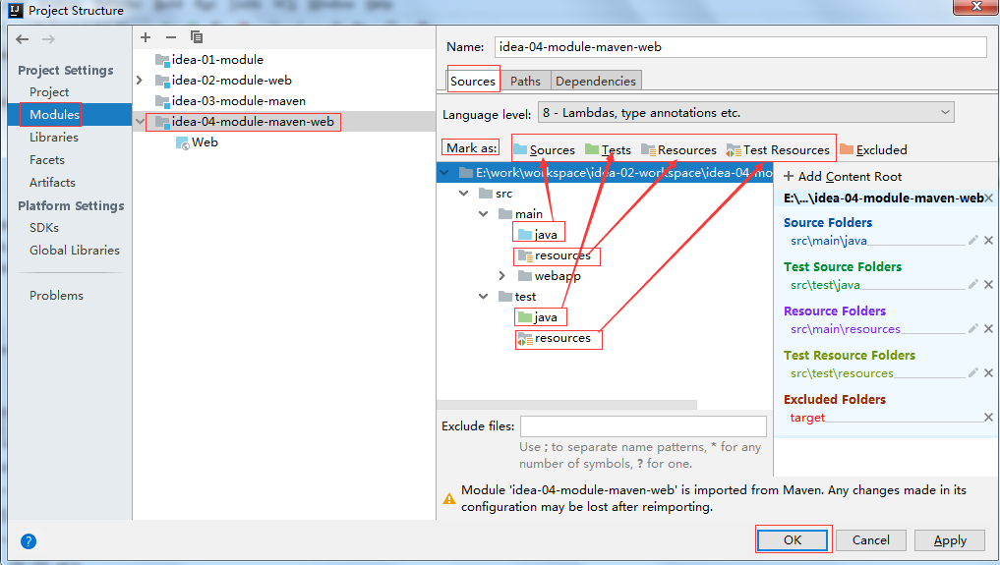 Project Structure
Project Settings
Project
Modules
Libraries
Facets
Artifacts
Platform Settings
SDKs
Global Libraries
Problems
idea-01-module
idea-02-module-web
idea-03-module-maven
idea-04-module-maven-web
Web
Name: idea-04-module-maven-web
Sources Paths Dependencies
Language level: 8 - Lambdas, type annotations etc.
Mark as: Sources Tests Resources Test Resources Excluded
E:\work\workspace\idea-02-workspace\idea-04-mo
src
main
java
resources
webapp
test
java
resources
Exclude files:
Use ; to separate name patterns, * for any
number of symbols, ? for one.
+ Add Content Root
E:\...\idea-04-module-maven-web
Source Folders
src\main\java
Test Source Folders
src\test\java
Resource Folders
src\main\resources
Test Resource Folders
src\test\resources
Excluded Folders
target
Module 'idea-04-module-maven-web' is imported from Maven. Any changes made in its
configuration may be lost after reimporting.
OK Cancel Apply